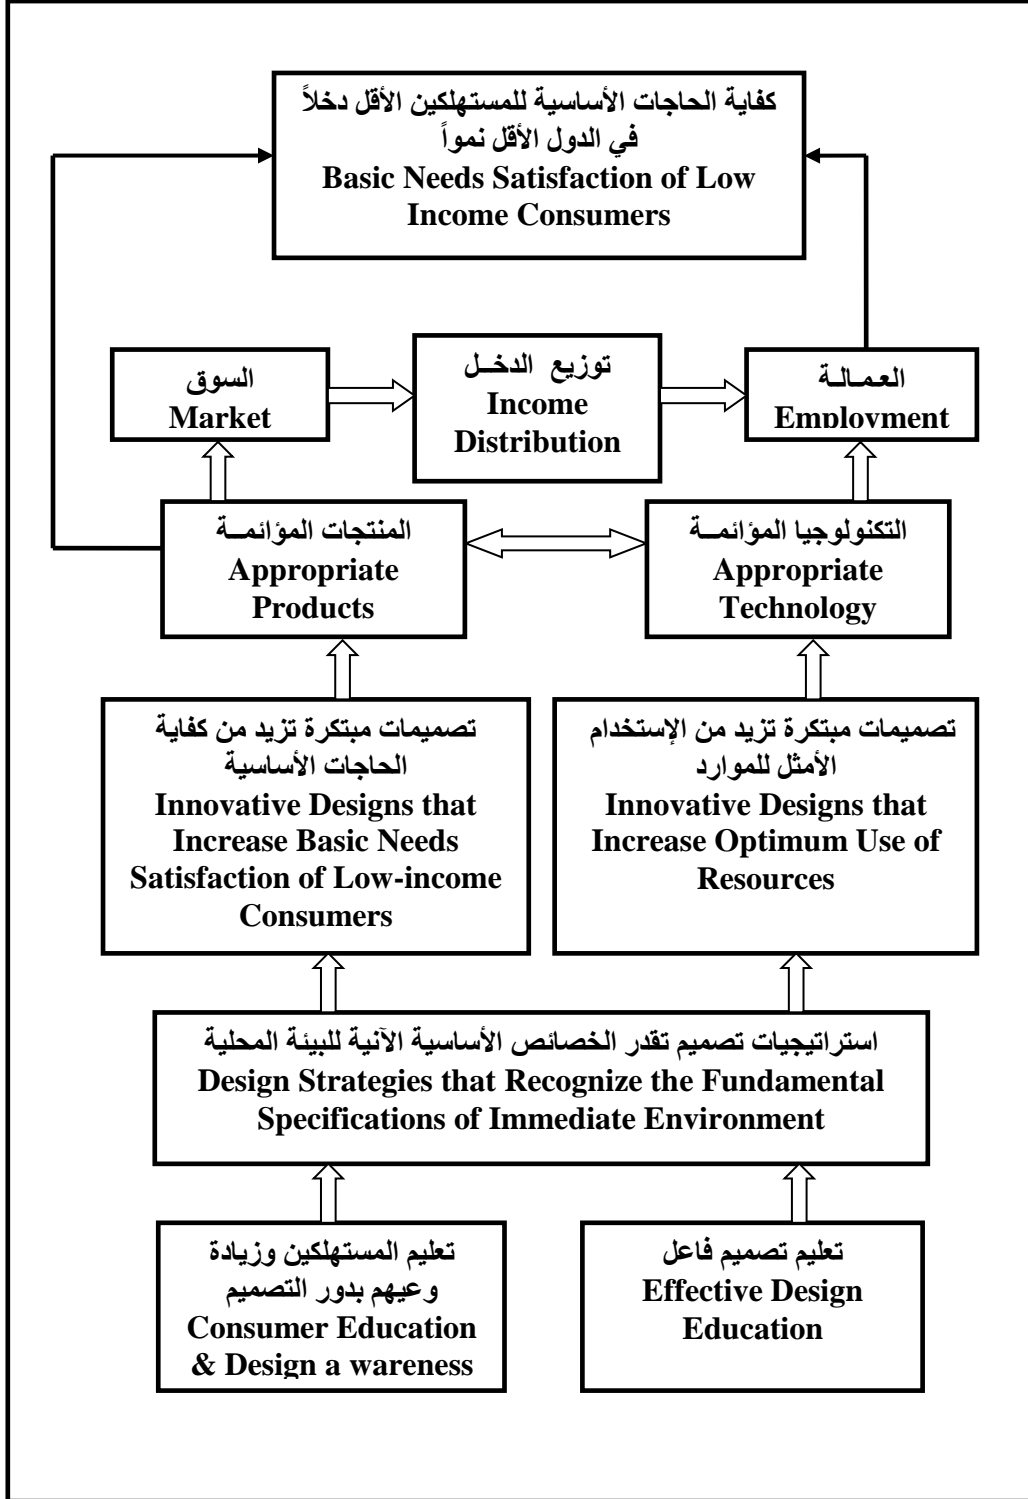 كفاية الحاجات الأساسية للمستهلكين الأقل دخلاً
في الدول الأقل نمواً
Basic Needs Satisfaction of Low
Income Consumers
السوق
Market
توزيع الدخــل
Income
Distribution
العـمـالـة
Employment
المنتجات المؤائمــة
Appropriate
Products
التكنولوجيا المؤائمــة
Appropriate
Technology
تصميمات مبتكرة تزيد من كفاية
الحاجات الأساسية
Innovative Designs that
Increase Basic Needs
Satisfaction of Low-income
Consumers
تصميمات مبتكرة تزيد من الإستخدام
الأمثل للموارد
Innovative Designs that
Increase Optimum Use of
Resources
استراتيجيات تصميم تقدر الخصائص الأساسية الآنية للبيئة المحلية
Design Strategies that Recognize the Fundamental
Specifications of Immediate Environment
تعليم المستهلكين وزيادة
وعيهم بدور التصميم
Consumer Education
& Design a wareness
تعليم تصميم فاعل
Effective Design
Education